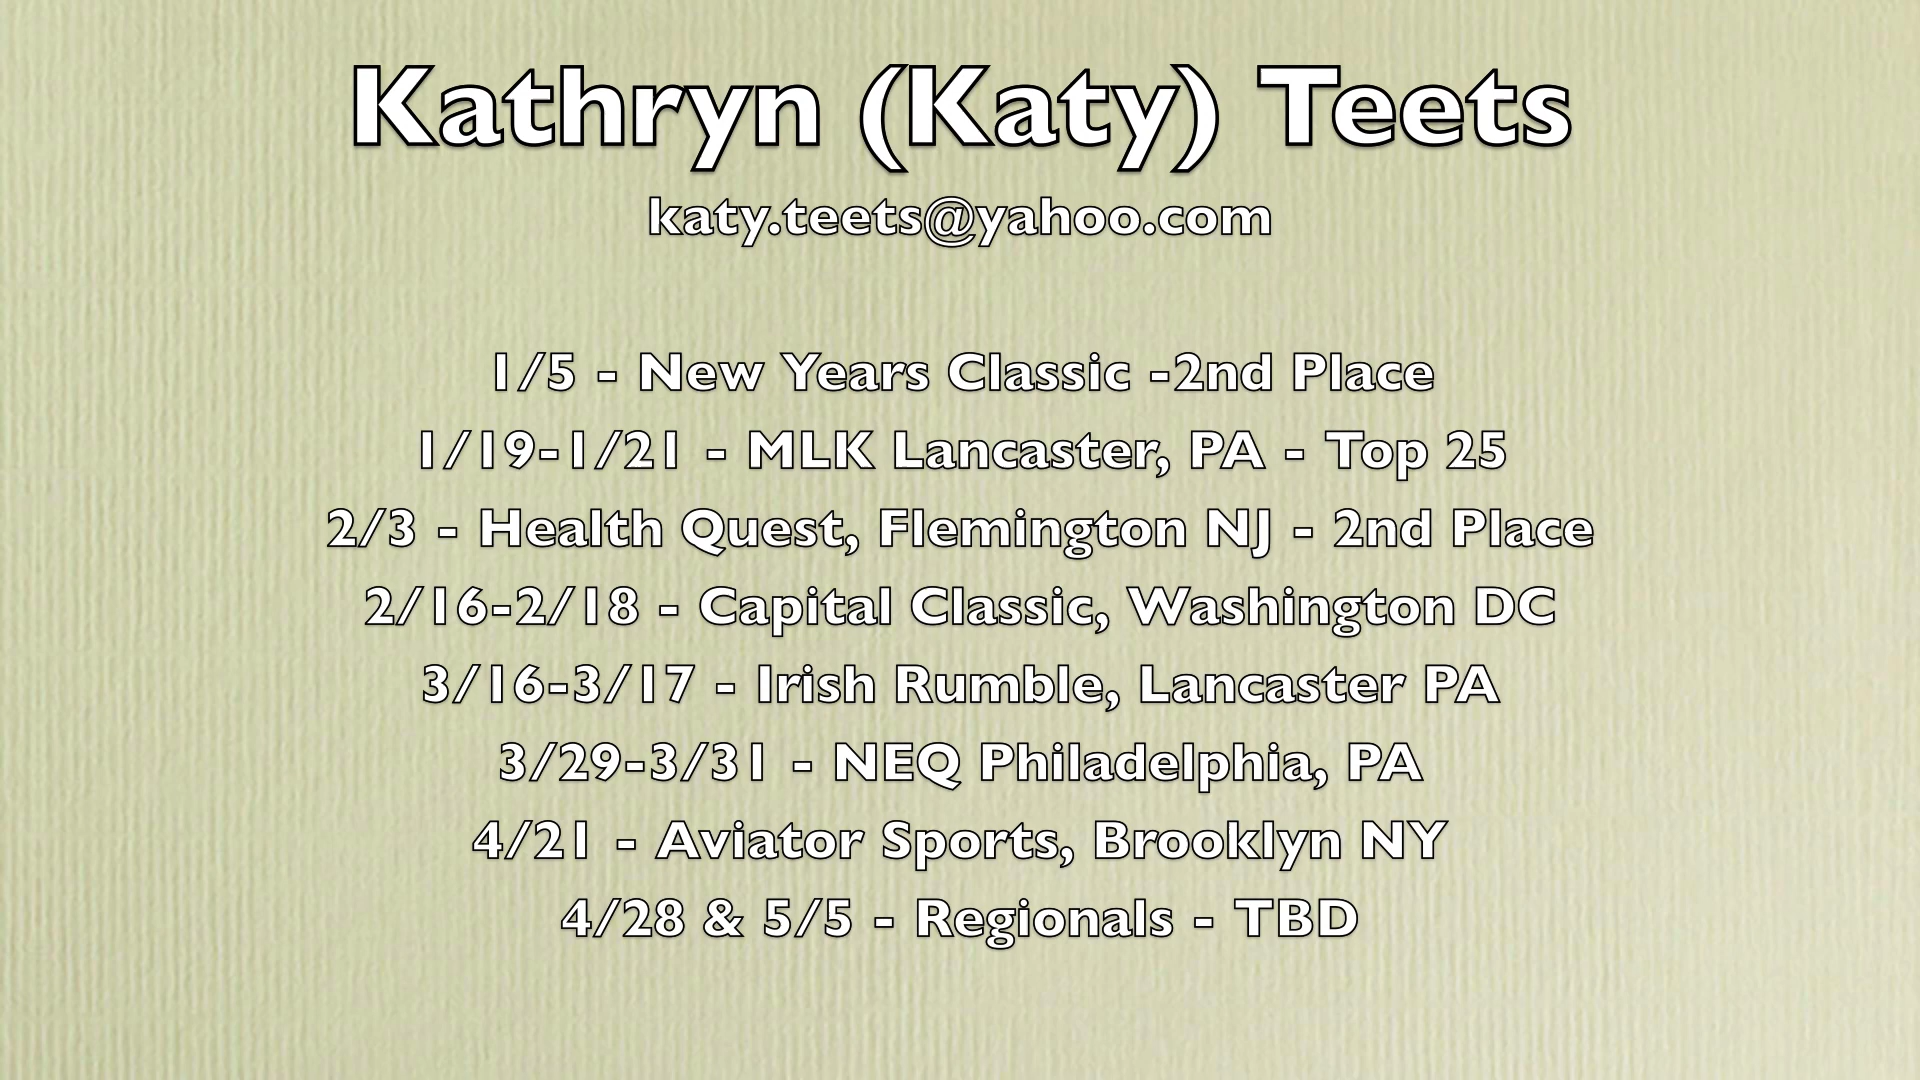 Kathryn (Katy) Teets
katy.teets@yahoo.com
1/5 - New Years Classic -2nd Place
1/19-1/21 - MLK Lancaster, PA - Top 25
2/3 - Health Quest, Flemington NJ - 2nd Place
2/16-2/18 - Capital Classic, Washington DC
3/16-3/17 - Irish Rumble, Lancaster PA
3/29-3/31 - NEQ Philadelphia, PA
4/21 - Aviator Sports, Brooklyn NY
4/28 & 5/5 - Regionals - TBD